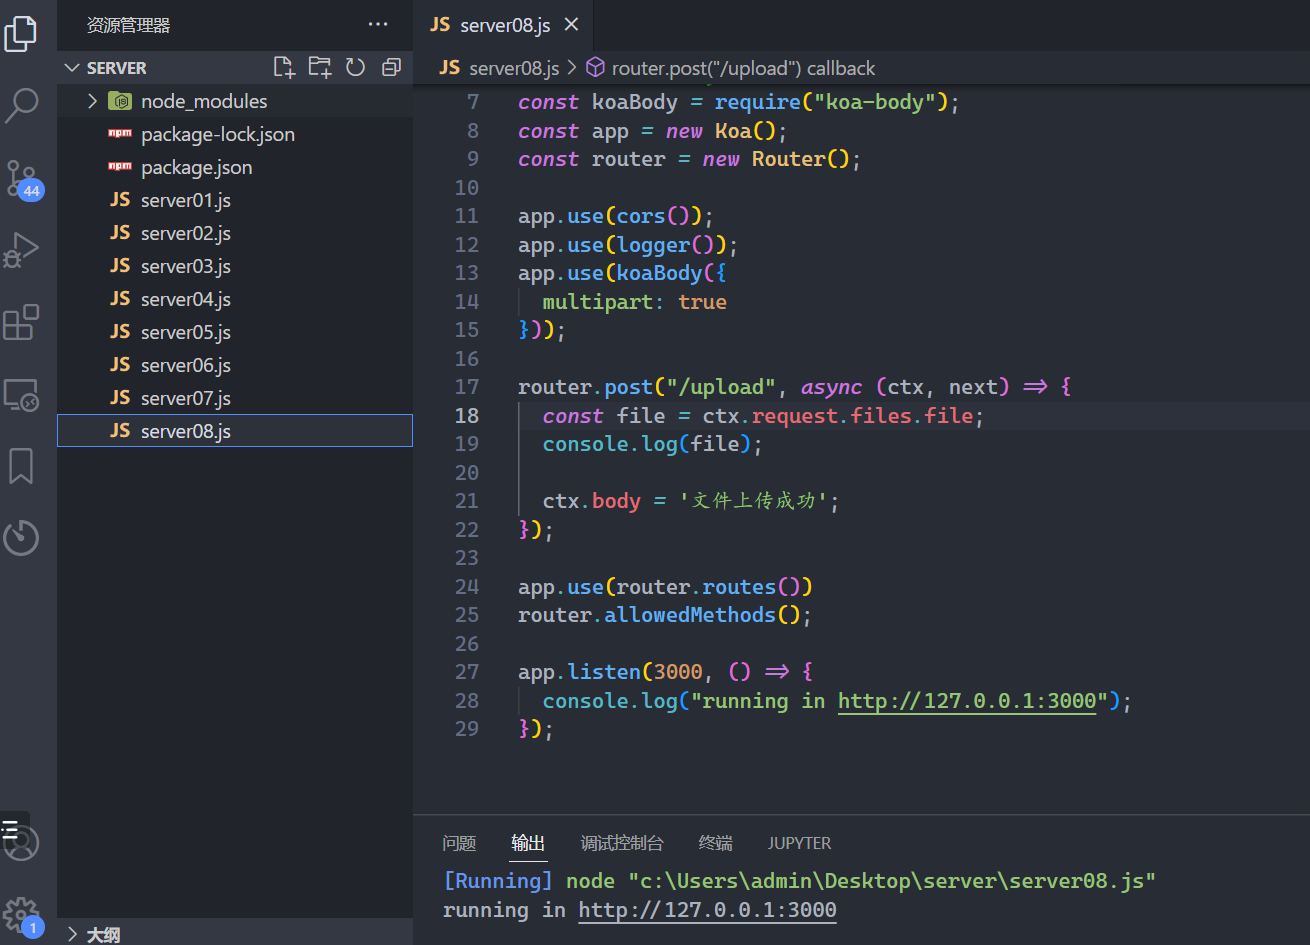 资源管理器
SERVER
node_modules
package-lock.json
package.json
JS server01.js
JS server02.js
JS server03.js
JS server04.js
JS server05.js
JS server06.js
JS server07.js
JS server08.js
44
1
大纲
JS server08.js
JS server08.js > router.post("/upload") callback
7 const koaBody = require("koa-body");
8 const app = new Koa();
9 const router = new Router();
10
11 app.use(cors());
12 app.use(logger());
13 app.use(koaBody({
14 multipart: true
15 }));
16
17 router.post("/upload", async (ctx, next) => {
18 const file = ctx.request.files.file;
19 console.log(file);
20
21 ctx.body = '文件上传成功';
22 });
23
24 app.use(router.routes())
25 router.allowedMethods();
26
27 app.listen(3000, () => {
28 console.log("running in http://127.0.0.1:3000");
29 });
问题 输出 调试控制台 终端 JUPYTER
[Running] node "c:\Users\admin\Desktop\server\server08.js"
running in http://127.0.0.1:3000